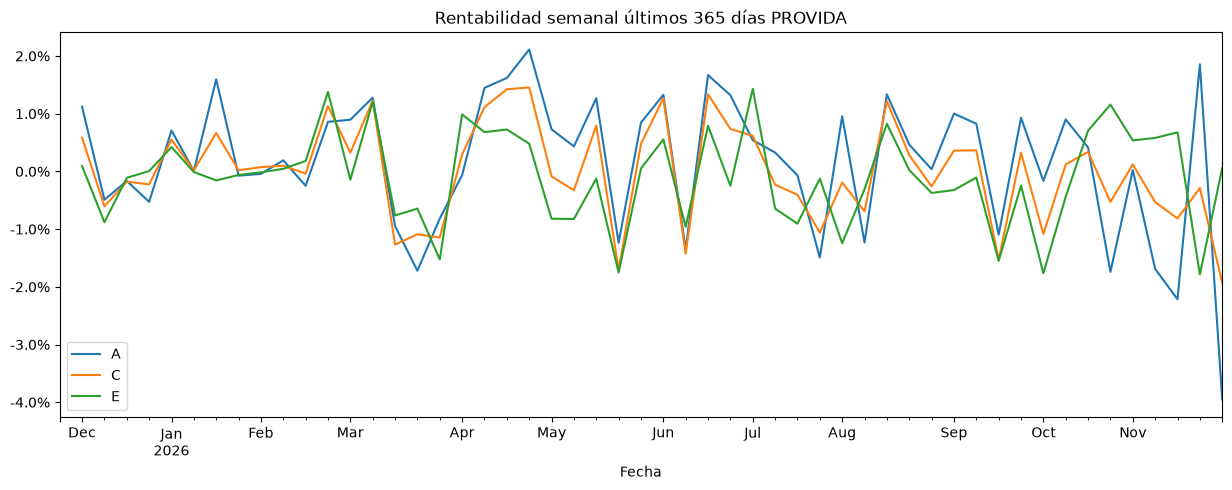 Rentabilidad semanal últimos 365 días PROVIDA
2.0%
1.0%
0.0%
-1.0%
-2.0%
-3.0%
-4.0%
A
C
E
Dec Jan Feb Mar Apr May Jun Jul Aug Sep Oct Nov
2026
Fecha